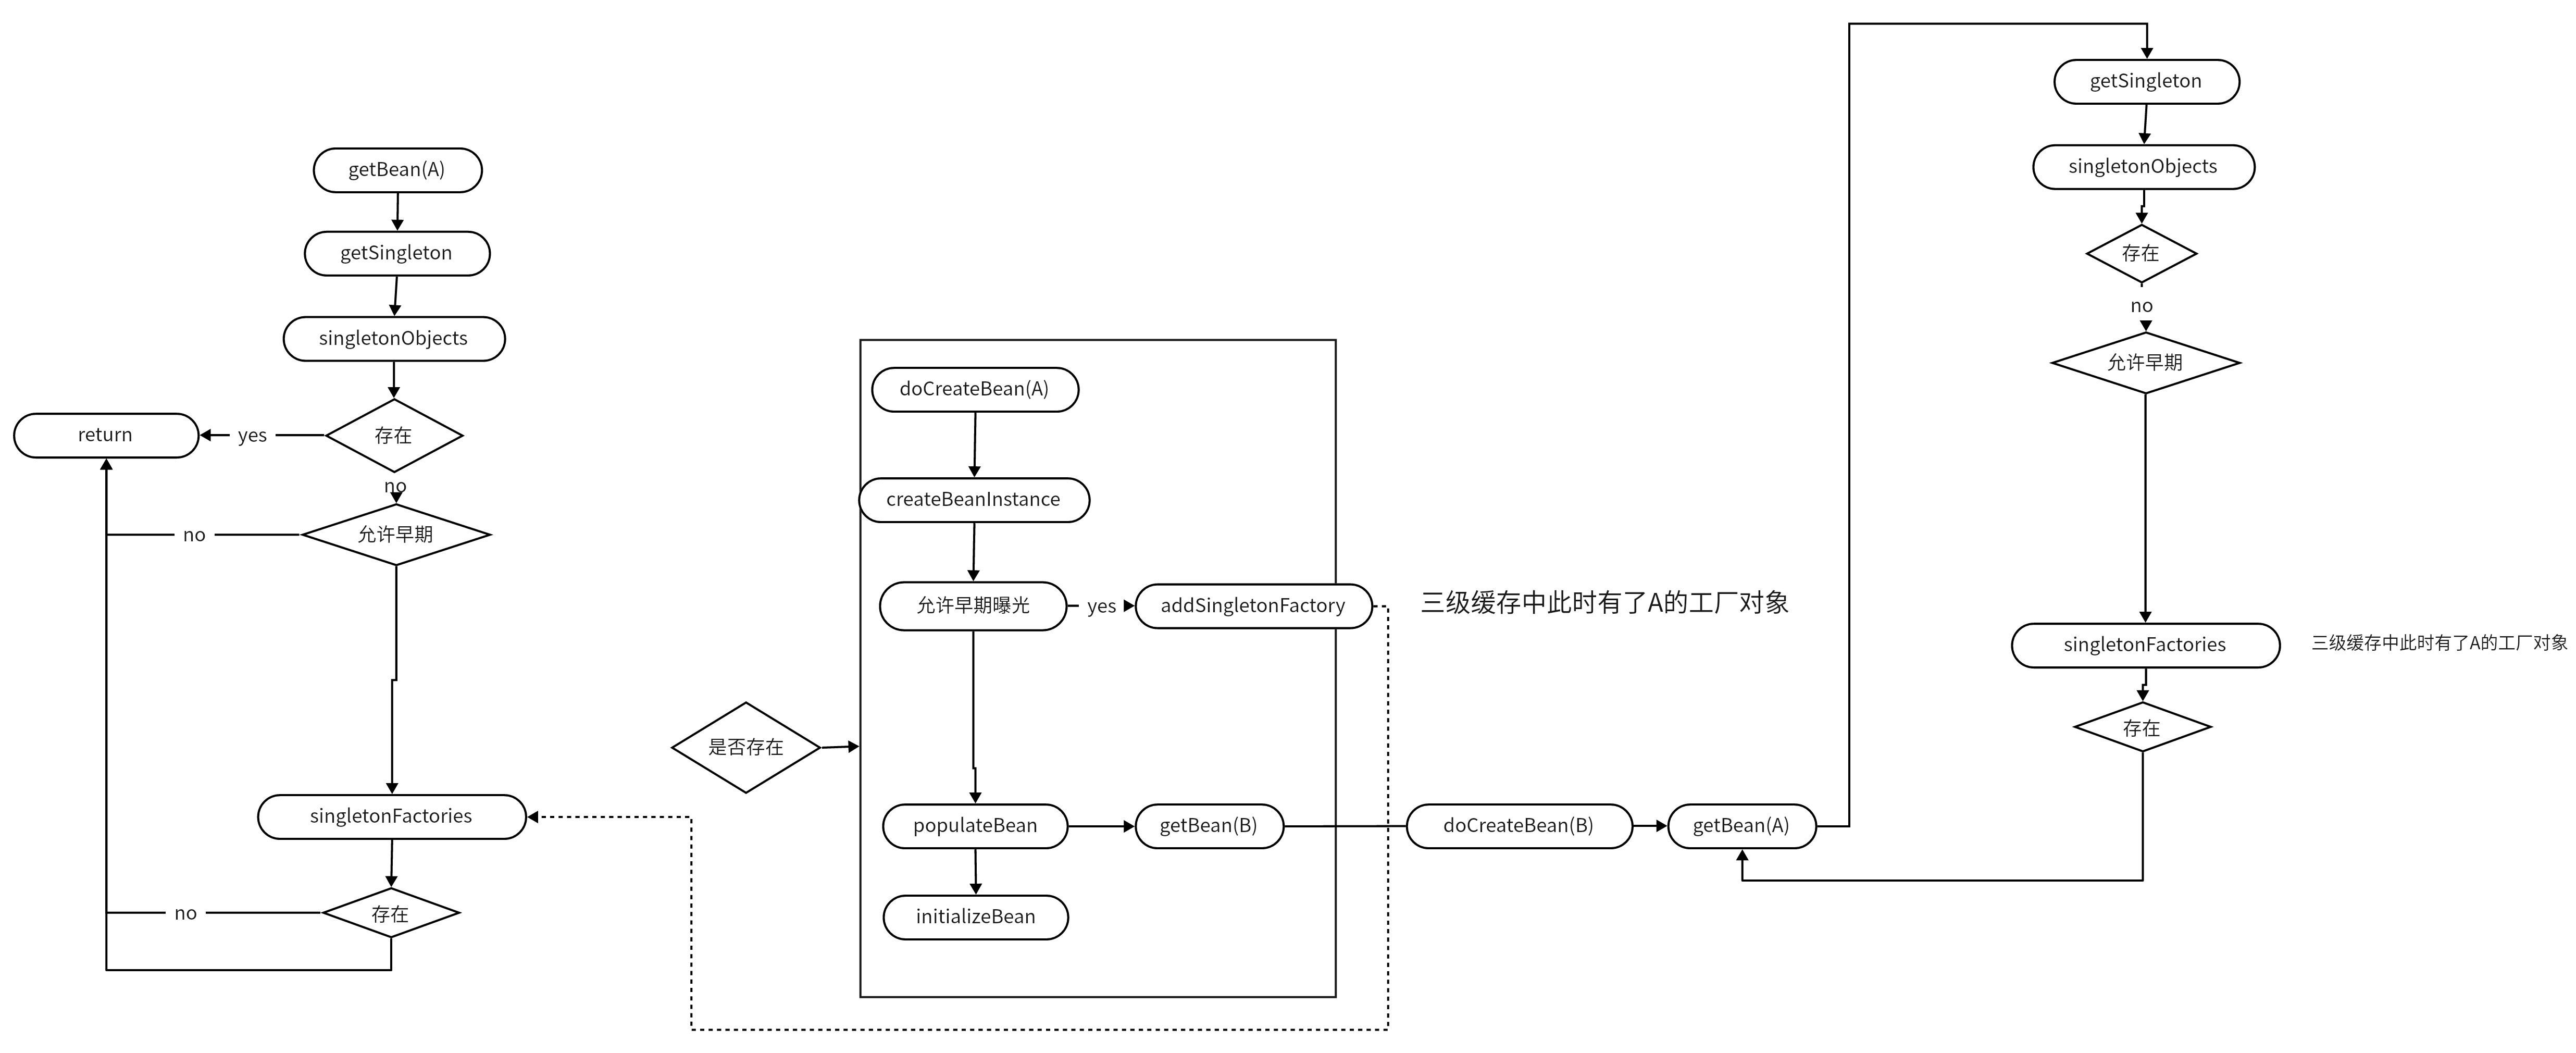 getBean(A)
getSingleton
singletonObjects
存在
yes
return
no
允许早期
no
singletonFactories
存在
no
是否存在
doCreateBean(A)
createBeanInstance
允许早期曝光
yes
addSingletonFactory
三级缓存中此时有了A的工厂对象
populateBean
getBean(B)
doCreateBean(B)
getBean(A)
initializeBean
getSingleton
singletonObjects
存在
no
允许早期
singletonFactories
三级缓存中此时有了A的工厂对象
存在